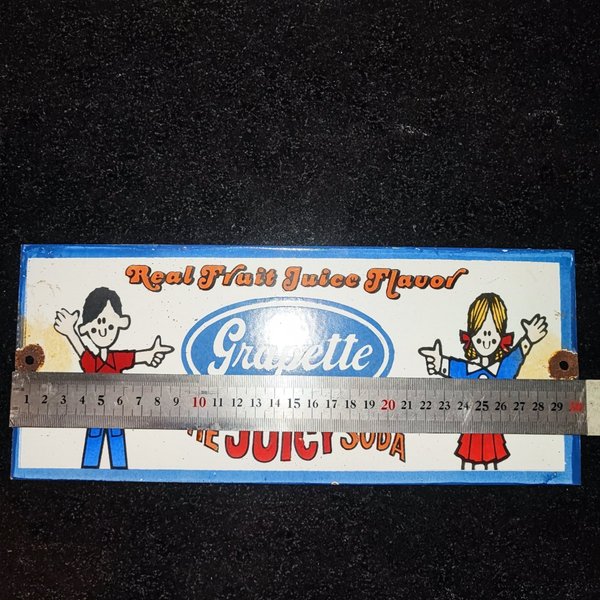 Real Fruit Juice Flavor
Grapette
1 2 3 4 5 6 7 8 9 10 11 12 13 14 15 16 17 18 19 20 21 22 23 24 25 26 27 28 29 30
JUICY SODA